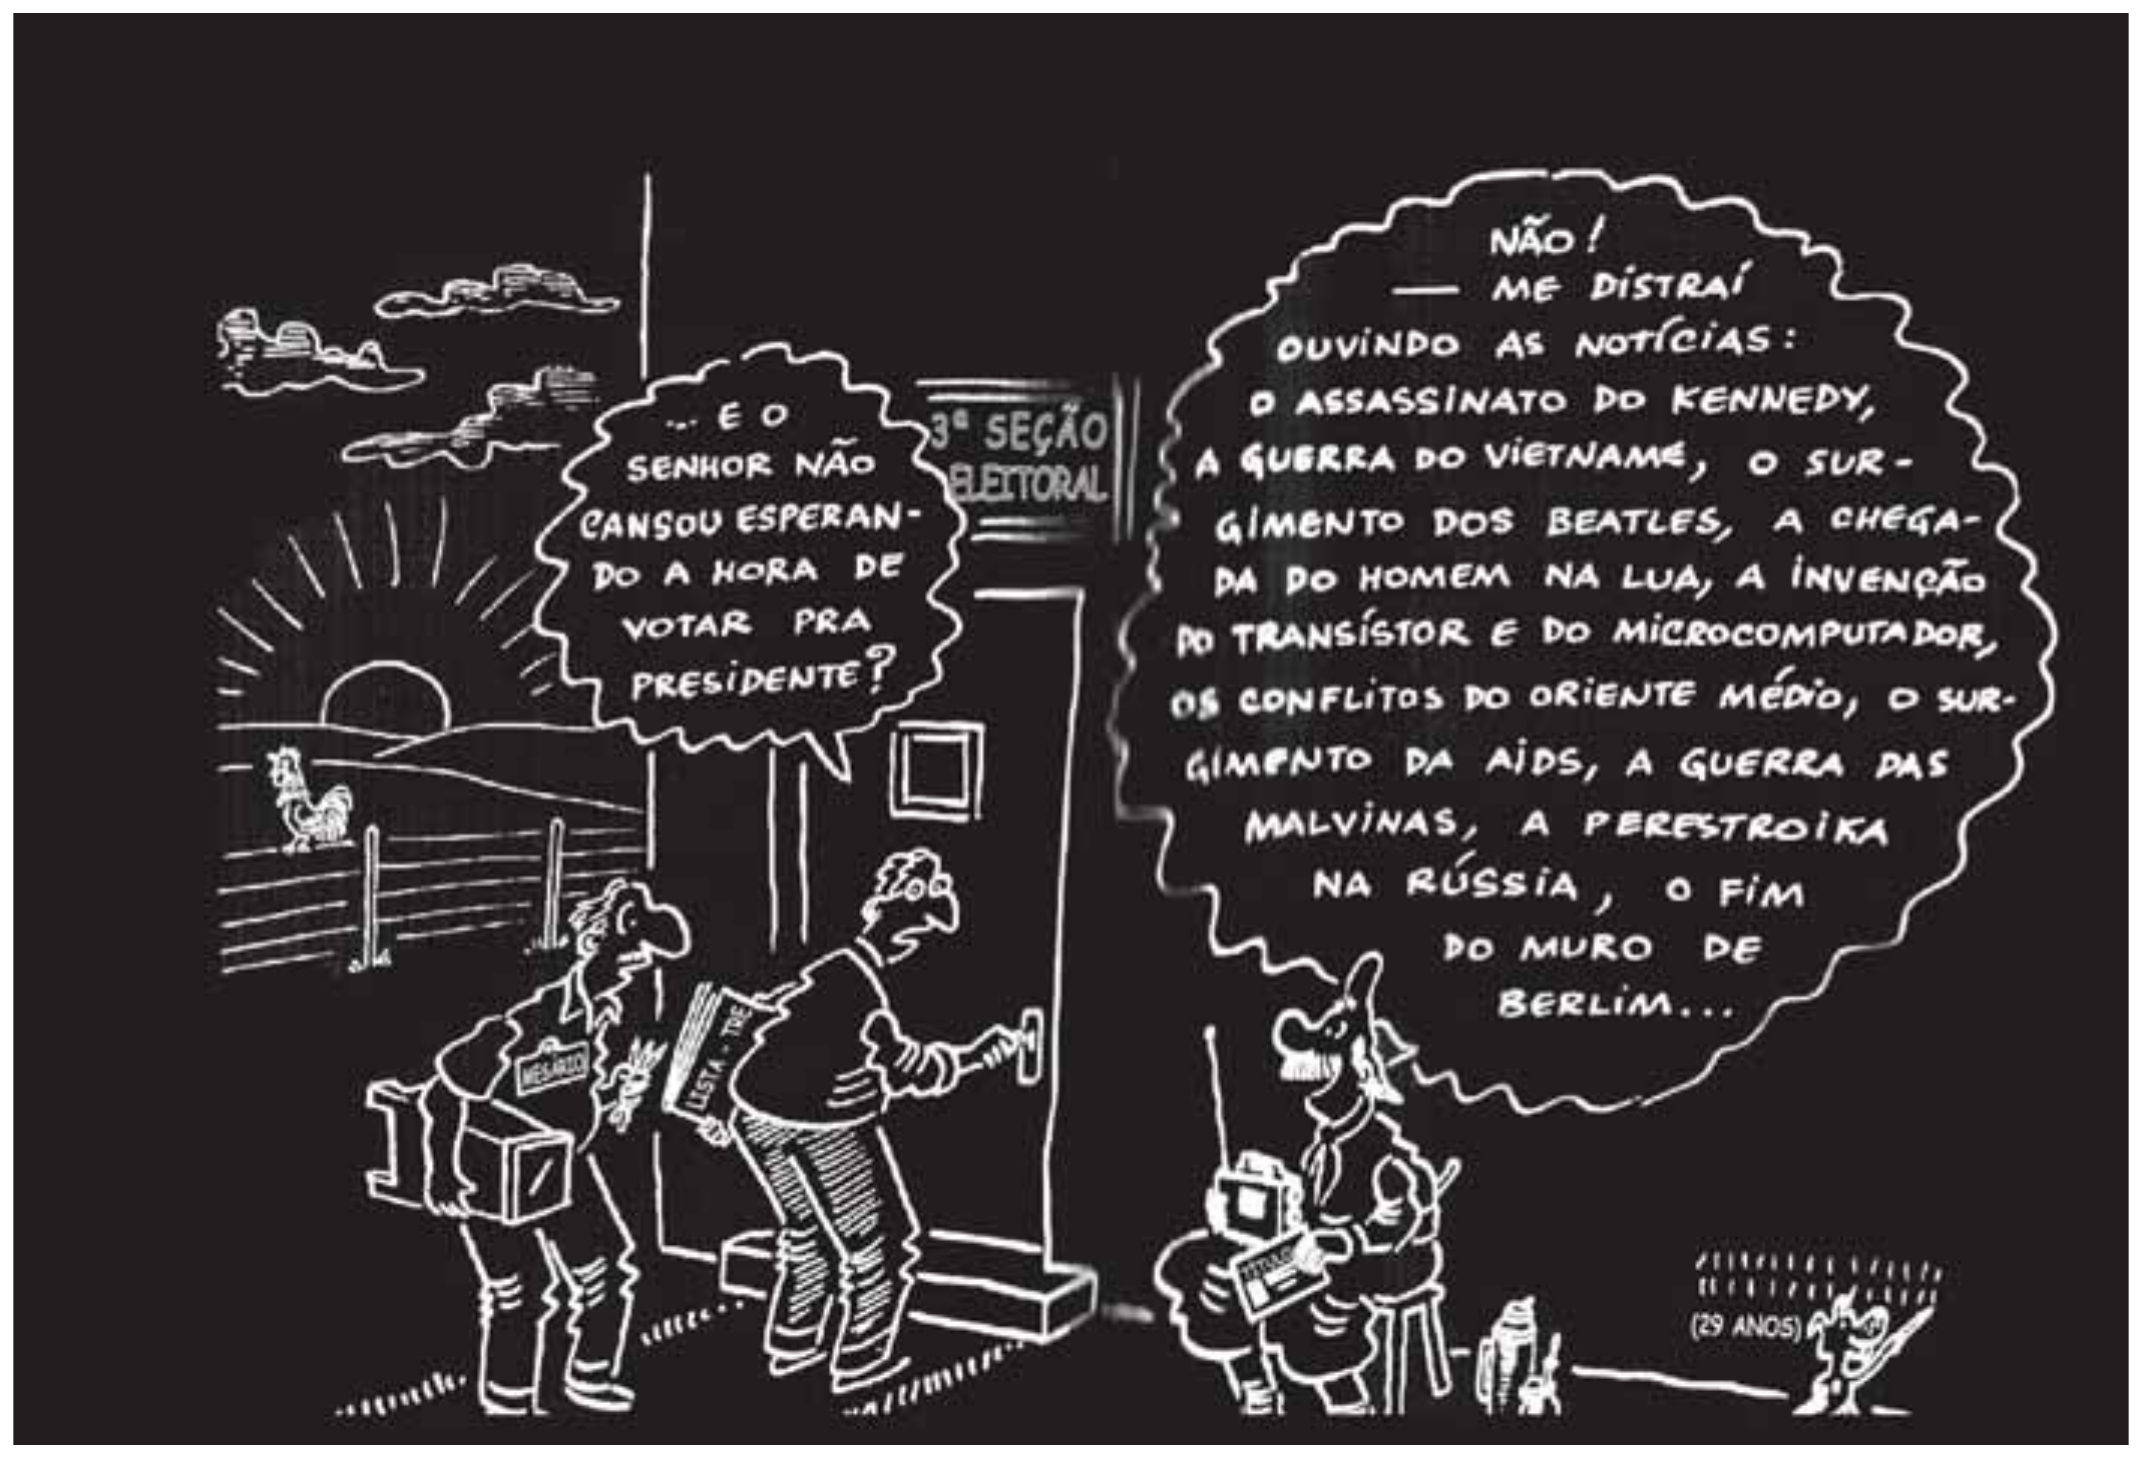 ... E O
SENHOR NÃO
CANSOU ESPERAN-
DO A HORA DE
VOTAR PRA
PRESIDENTE?
3ª SEÇÃO
ELEITORAL
NÃO!
— ME DISTRAÍ
OUVINDO AS NOTÍCIAS:
O ASSASSINATO DO KENNEDY,
A GUERRA DO VIETNAME, O SUR-
GIMENTO DOS BEATLES, A CHEGA-
DA DO HOMEM NA LUA, A INVENÇÃO
DO TRANSÍSTOR E DO MICROCOMPUTADOR,
OS CONFLITOS DO ORIENTE MÉDIO, O SUR-
GIMENTO DA AIDS, A GUERRA DAS
MALVINAS, A PERESTROIKA
NA RÚSSIA, O FIM
DO MURO DE
BERLIM...
MESÁRIO
LISTA - TRE
TÍTULO
(29 ANOS)